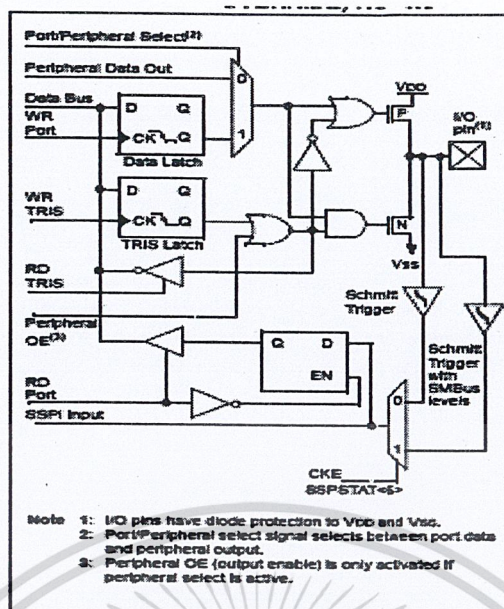 Port/Peripheral Select(2)
Peripheral Data Out
Data Bus
WR
Port
D Q
CK Q
Data Latch
0
1
VDD
P
I/O
pin(1)
WR
TRIS
D Q
CK Q
TRIS Latch
N
Vss
RD
TRIS
Schmitt
Trigger
Peripheral
OE(3)
Q D
EN
Schmitt
Trigger
with
SMBus
levels
RD
Port
SSPI Input
0
1
CKE
SSPSTAT<6>
Note 1: I/O pins have diode protection to VDD and Vss.
2: Port/Peripheral select signal selects between port data
and peripheral output.
3: Peripheral OE (output enable) is only activated if
peripheral select is active.